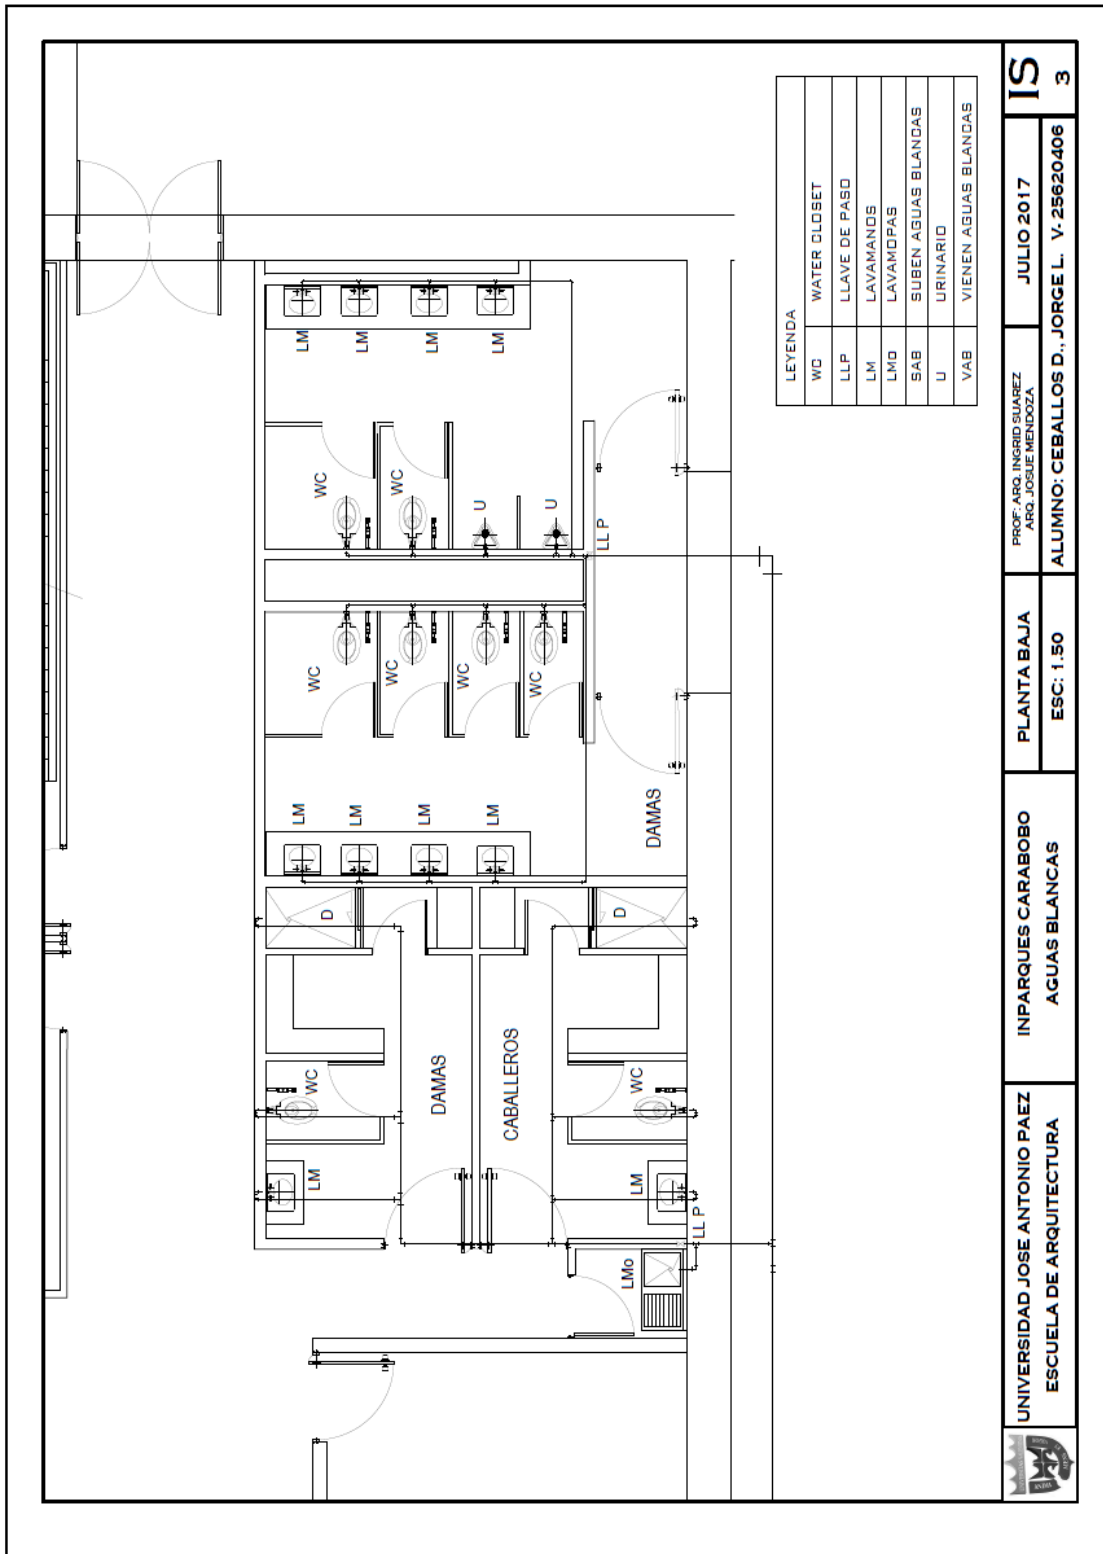 LM
LM
LM
LM
WC
WC
U
U
LL P
WC
WC
WC
WC
LM
LM
LM
LM
DAMAS
D
D
WC
DAMAS
CABALLEROS
WC
LM
LM
LL P
LMo
LEYENDA
WC WATER CLOSET
LLP LLAVE DE PASO
LM LAVAMANOS
LMO LAVAMOPAS
SAB SUBEN AGUAS BLANCAS
U URINARIO
VAB VIENEN AGUAS BLANCAS
UNIVERSIDAD JOSE ANTONIO PAEZ
ESCUELA DE ARQUITECTURA
INPARQUES CARABOBO
AGUAS BLANCAS
PLANTA BAJA
ESC: 1.50
PROF: ARQ. INGRID SUAREZ
ARQ. JOSUE MENDOZA
JULIO 2017
ALUMNO: CEBALLOS D., JORGE L. V- 25620406
IS
3